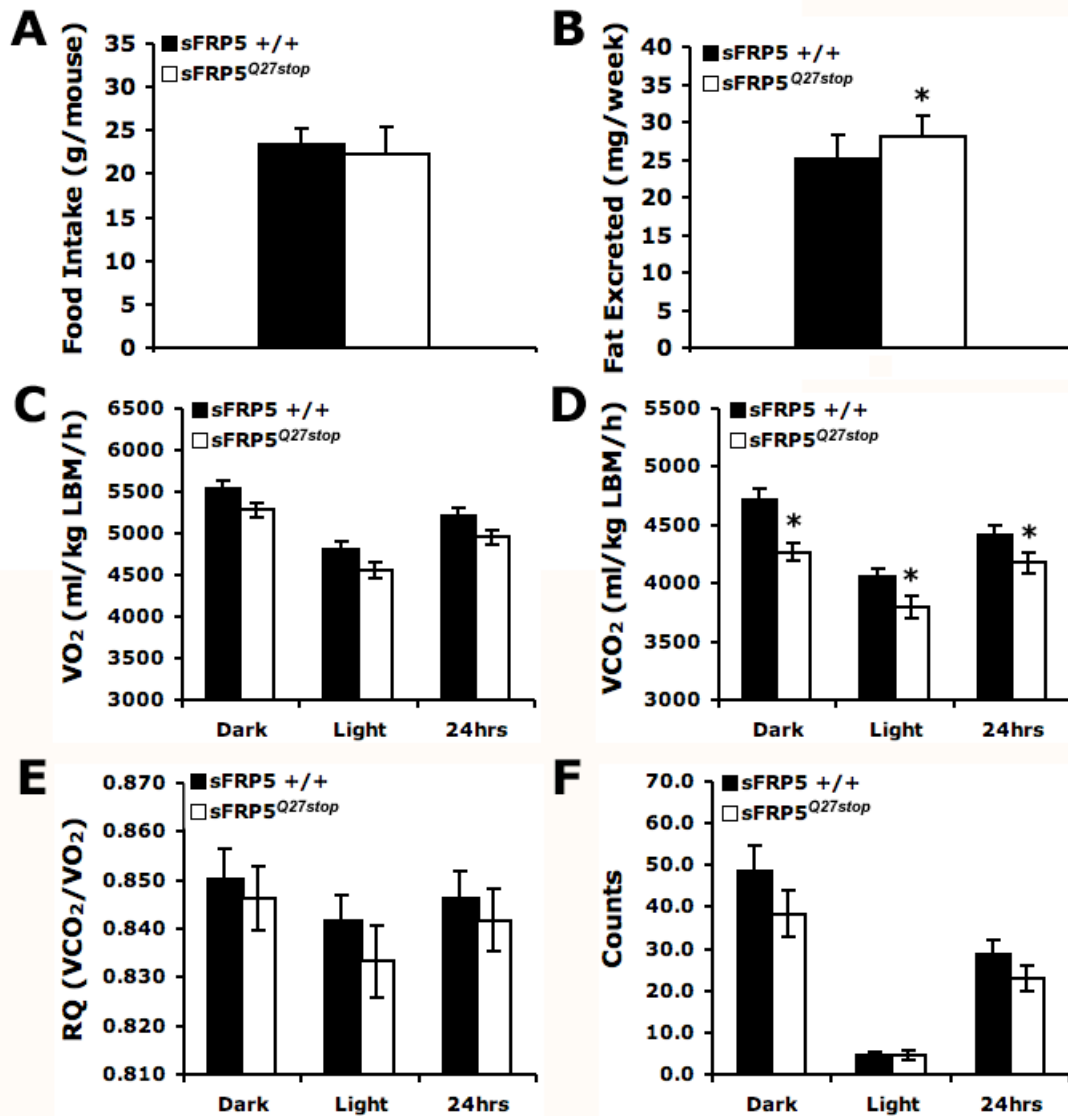 A
Food Intake (g/mouse)
35
30
25
20
15
10
5
0
sFRP5 +/+
sFRP5Q27stop
B
Fat Excreted (mg/week)
40
35
30
25
20
15
10
5
0
sFRP5 +/+
sFRP5Q27stop
*
C
VO₂ (ml/kg LBM/h)
6500
6000
5500
5000
4500
4000
3500
3000
sFRP5 +/+
sFRP5Q27stop
Dark Light 24hrs
D
VCO₂ (ml/kg LBM/h)
5500
5000
4500
4000
3500
3000
sFRP5 +/+
sFRP5Q27stop
* * *
Dark Light 24hrs
E
RQ (VCO₂/VO₂)
0.870
0.860
0.850
0.840
0.830
0.820
0.810
sFRP5 +/+
sFRP5Q27stop
Dark Light 24hrs
F
Counts
70.0
60.0
50.0
40.0
30.0
20.0
10.0
0.0
sFRP5 +/+
sFRP5Q27stop
Dark Light 24hrs